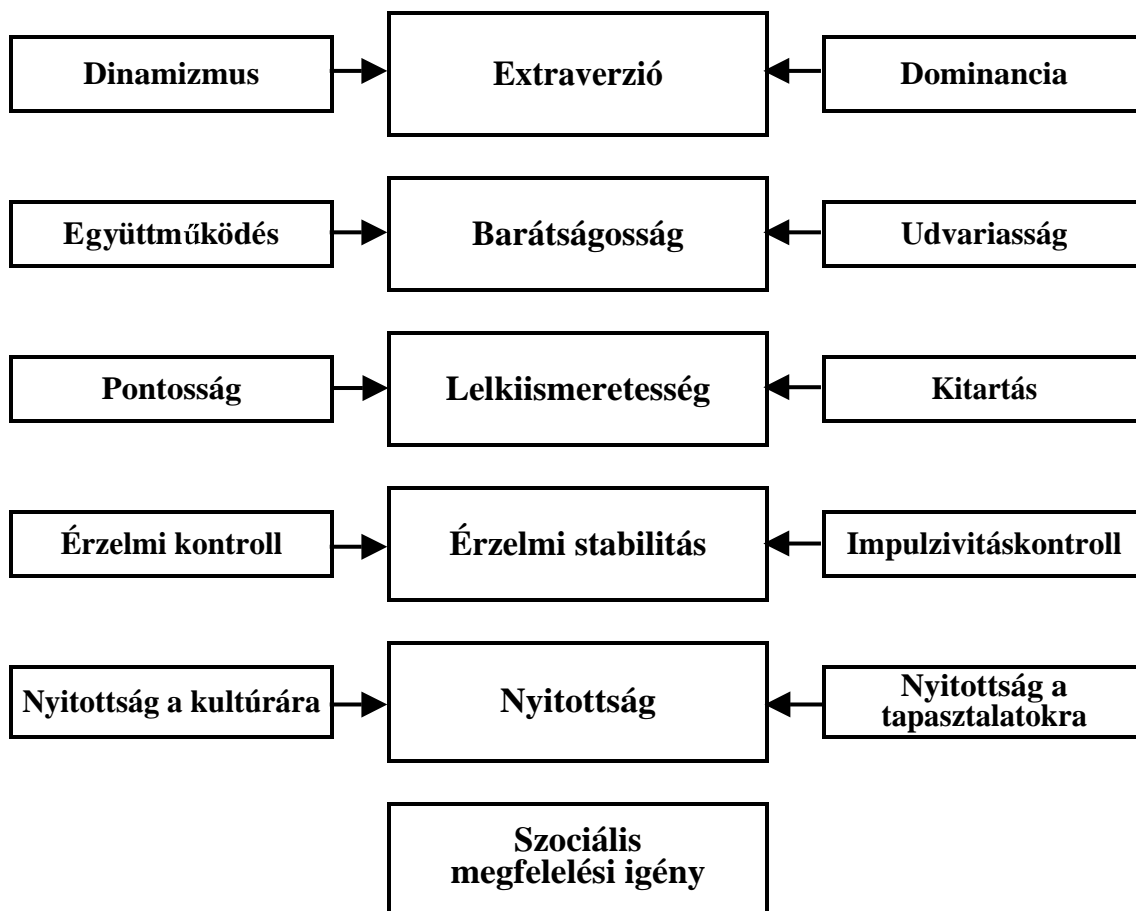 Dinamizmus
Extraverzió
Dominancia
Együttműködés
Barátságosság
Udvariasság
Pontosság
Lelkiismeretesség
Kitartás
Érzelmi kontroll
Érzelmi stabilitás
Impulzivitáskontroll
Nyitottság a kultúrára
Nyitottság
Nyitottság a
tapasztalatokra
Szociális
megfelelési igény